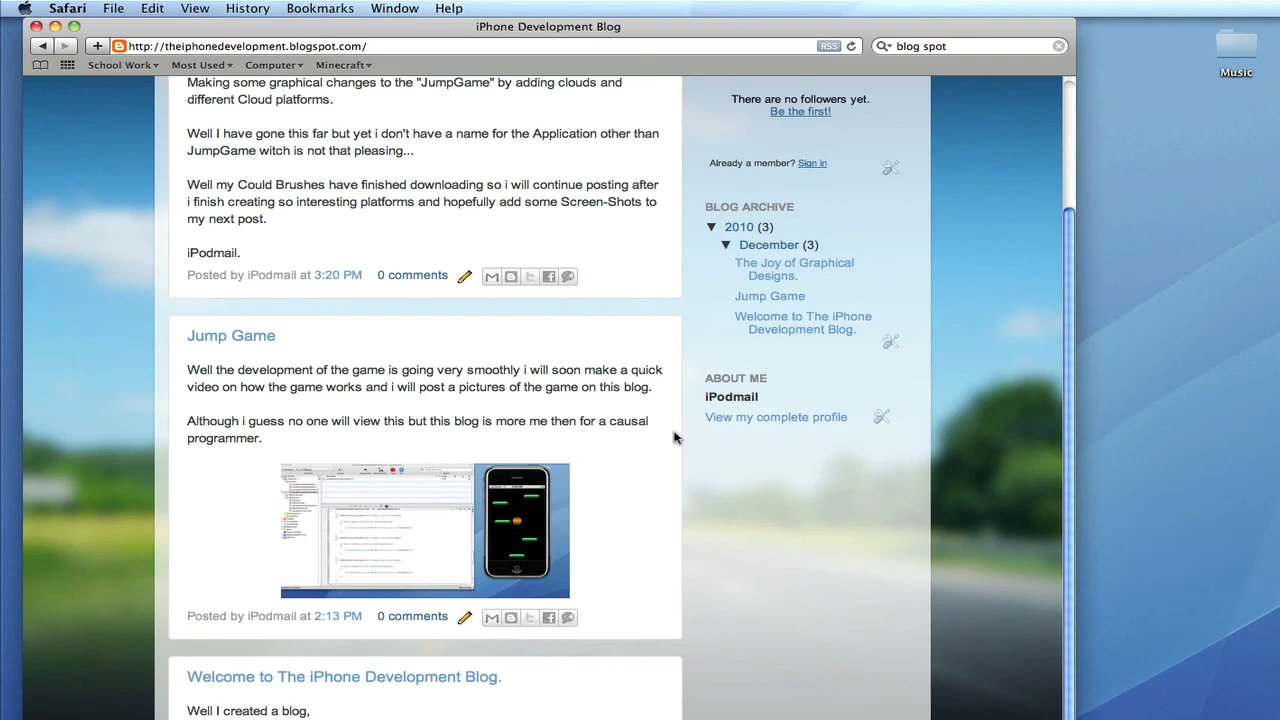 Safari File Edit View History Bookmarks Window Help
iPhone Development Blog
http://theiphonedevelopment.blogspot.com/ RSS blog spot
School Work Most Used Computer Minecraft
Music
Making some graphical changes to the "JumpGame" by adding clouds and
different Cloud platforms.
Well I have gone this far but yet i don't have a name for the Application other than
JumpGame witch is not that pleasing...
Well my Could Brushes have finished downloading so i will continue posting after
i finish creating so interesting platforms and hopefully add some Screen-Shots to
my next post.
iPodmail.
Posted by iPodmail at 3:20 PM 0 comments
Jump Game
Well the development of the game is going very smoothly i will soon make a quick
video on how the game works and i will post a pictures of the game on this blog.
Although i guess no one will view this but this blog is more me then for a causal
programmer.
Posted by iPodmail at 2:13 PM 0 comments
Welcome to The iPhone Development Blog.
Well I created a blog,
There are no followers yet.
Be the first!
Already a member? Sign in
BLOG ARCHIVE
▼ 2010 (3)
▼ December (3)
The Joy of Graphical
Designs.
Jump Game
Welcome to The iPhone
Development Blog.
ABOUT ME
iPodmail
View my complete profile